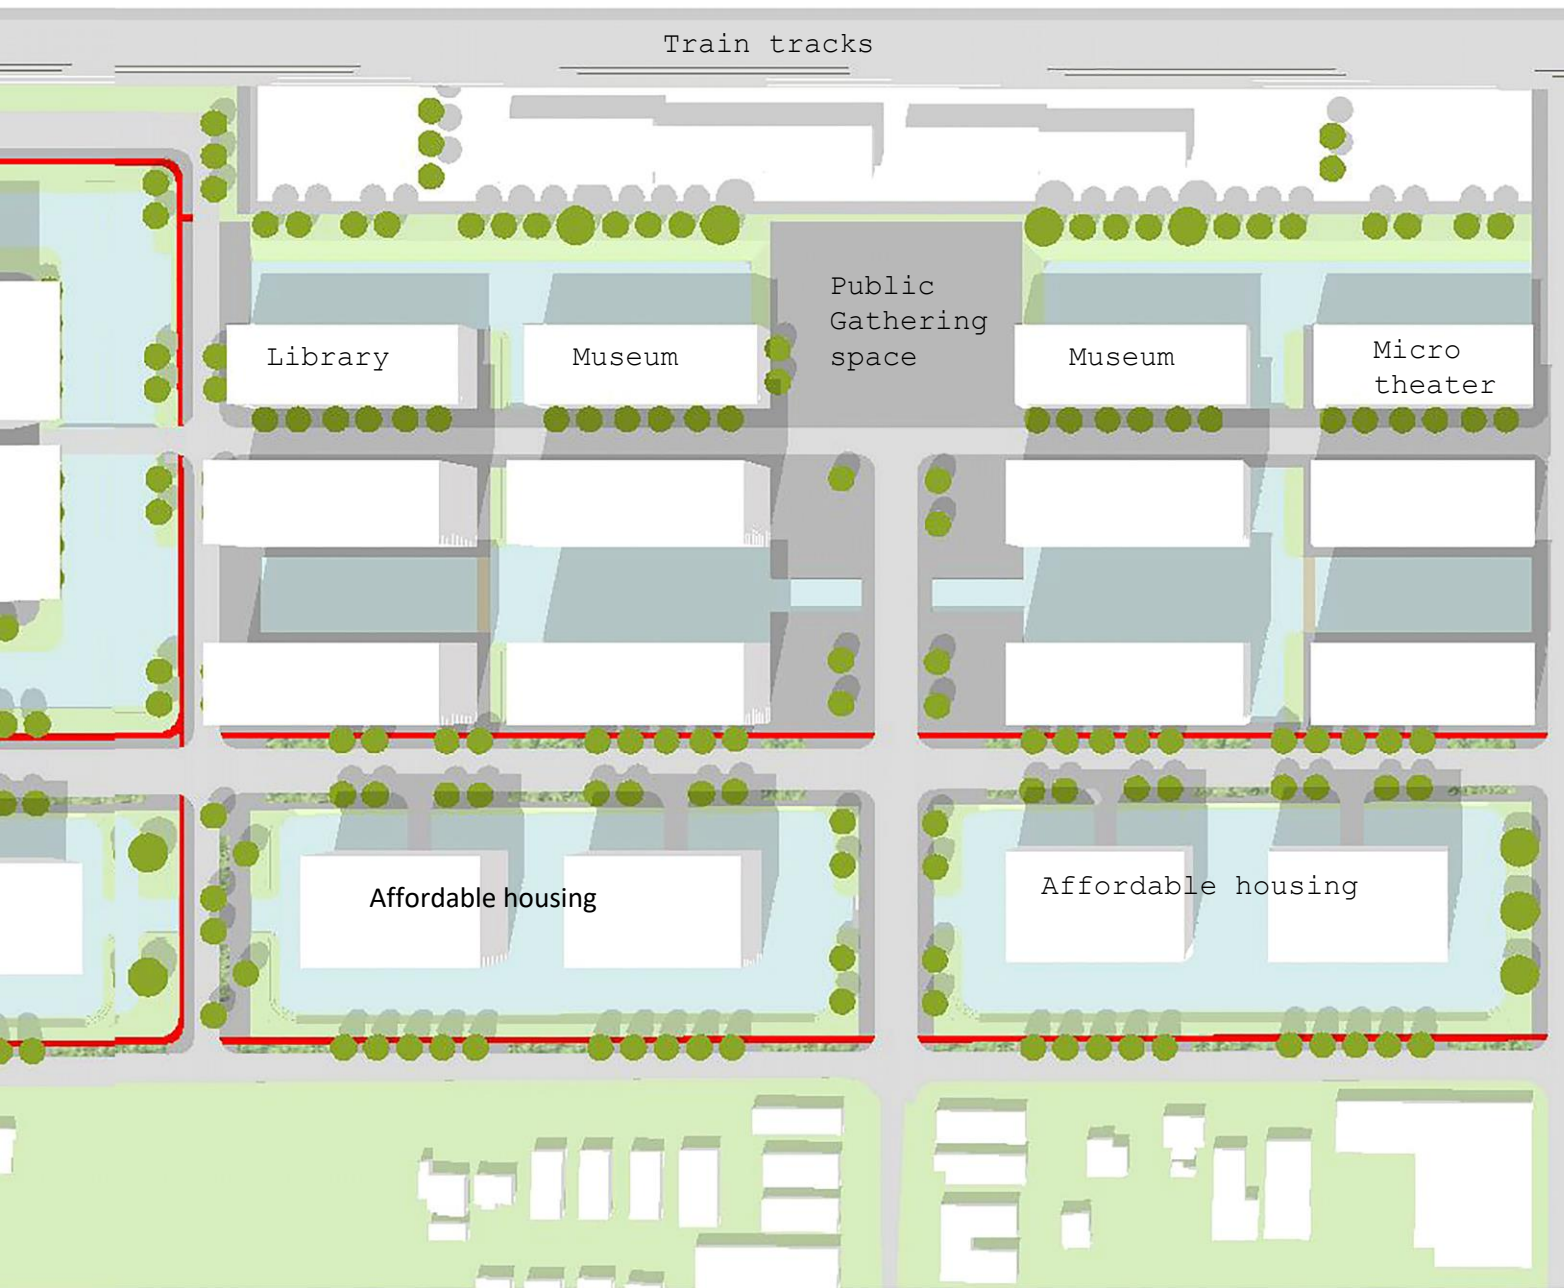 Train tracks
Public
Gathering
space
Library
Museum
Museum
Micro
theater
Affordable housing
Affordable housing